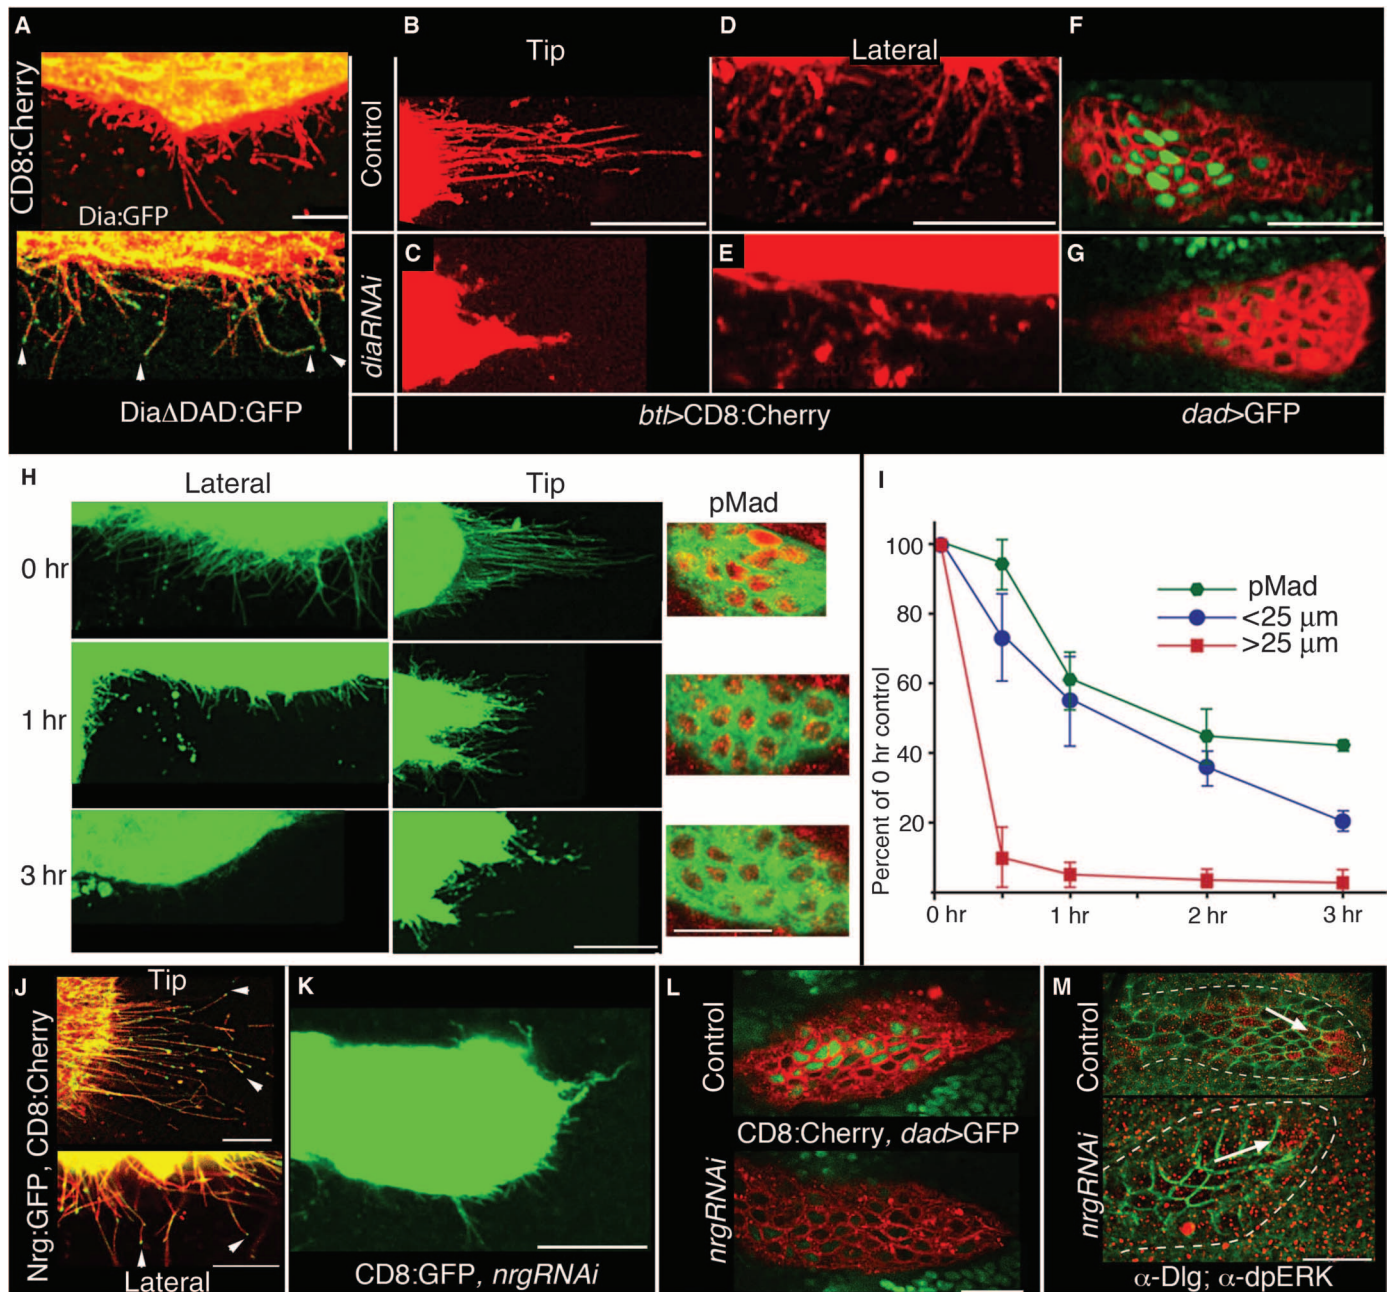 A
B
D
F
Tip
Lateral
CD8:Cherry
Control
Dia:GFP
C
E
G
diaRNAi
DiaΔDAD:GFP
btl>CD8:Cherry
dad>GFP
H
Lateral
Tip
pMad
0 hr
1 hr
3 hr
I
100
80
60
40
20
Percent of 0 hr control
pMad
<25 μm
>25 μm
0 hr
1 hr
2 hr
3 hr
J
Tip
Nrg:GFP, CD8:Cherry
Lateral
K
CD8:GFP, nrgRNAi
L
Control
CD8:Cherry, dad>GFP
nrgRNAi
M
Control
nrgRNAi
α-Dlg; α-dpERK